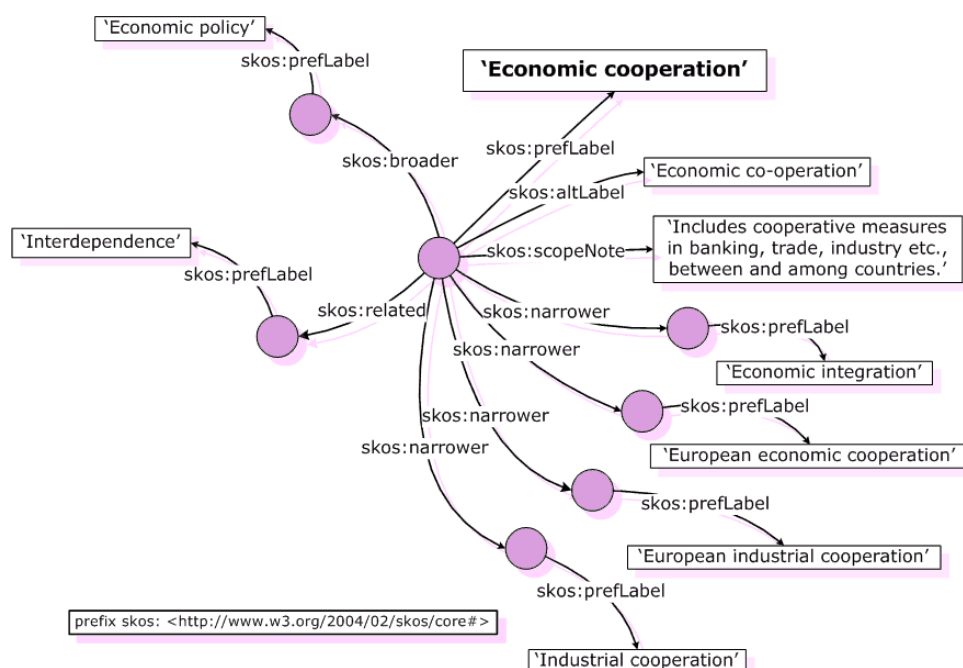 ‘Economic policy’
skos:prefLabel
‘Economic cooperation’
skos:prefLabel
skos:broader
‘Economic co-operation’
skos:altLabel
‘Interdependence’
skos:prefLabel
skos:scopeNote
‘Includes cooperative measures
in banking, trade, industry etc.,
between and among countries.’
skos:related
skos:narrower
skos:prefLabel
‘Economic integration’
skos:narrower
skos:prefLabel
‘European economic cooperation’
skos:narrower
skos:prefLabel
‘European industrial cooperation’
skos:narrower
skos:prefLabel
‘Industrial cooperation’
prefix skos: <http://www.w3.org/2004/02/skos/core#>